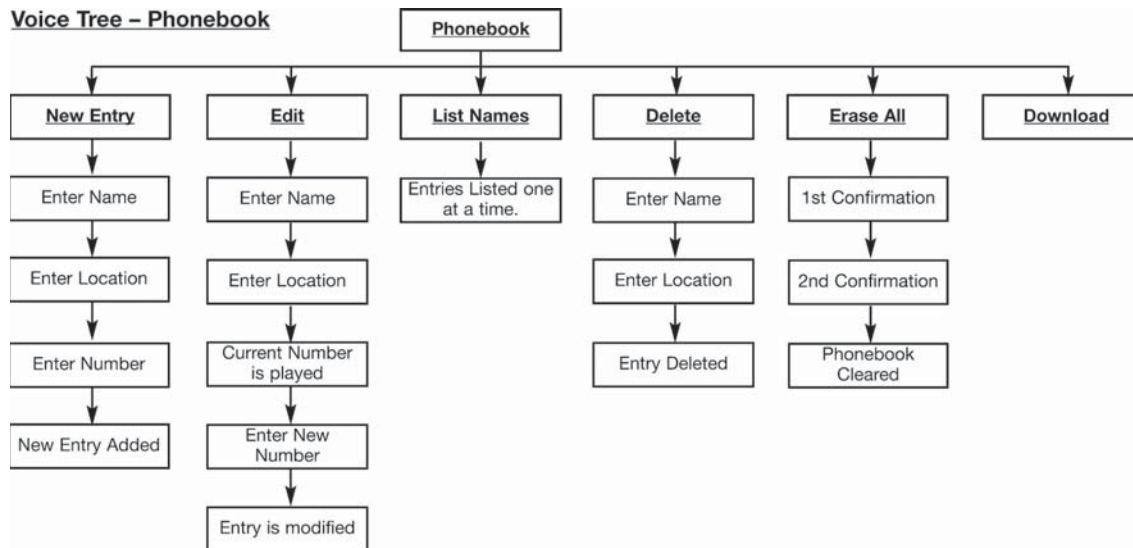 Voice Tree – Phonebook
Phonebook
New Entry
Edit
List Names
Delete
Erase All
Download
Enter Name
Enter Name
Entries Listed one
at a time.
Enter Name
1st Confirmation
Enter Location
Enter Location
Enter Location
2nd Confirmation
Enter Number
Current Number
is played
Entry Deleted
Phonebook
Cleared
New Entry Added
Enter New
Number
Entry is modified